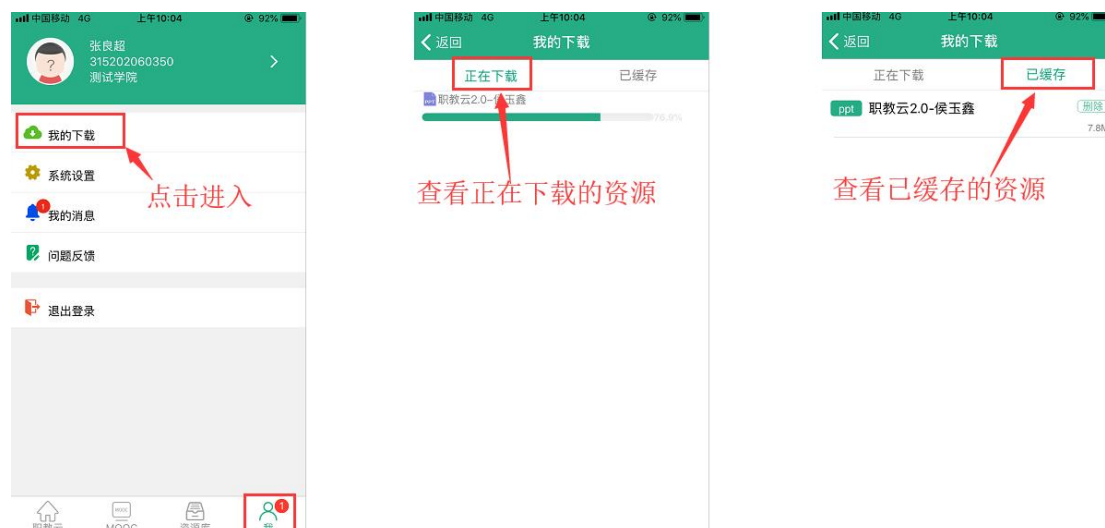 中国移动 4G 上午10:04 92%
张良超
315202060350
测试学院
我的下载
系统设置
点击进入
1
我的消息
问题反馈
退出登录
职教云 MOOC 资源库 我
1
中国移动 4G 上午10:04 92%
返回 我的下载
正在下载 已缓存
职教云2.0-侯玉鑫
76.9%
查看正在下载的资源
中国移动 4G 上午10:04 92%
返回 我的下载
正在下载 已缓存
ppt 职教云2.0-侯玉鑫 删除
7.8M
查看已缓存的资源